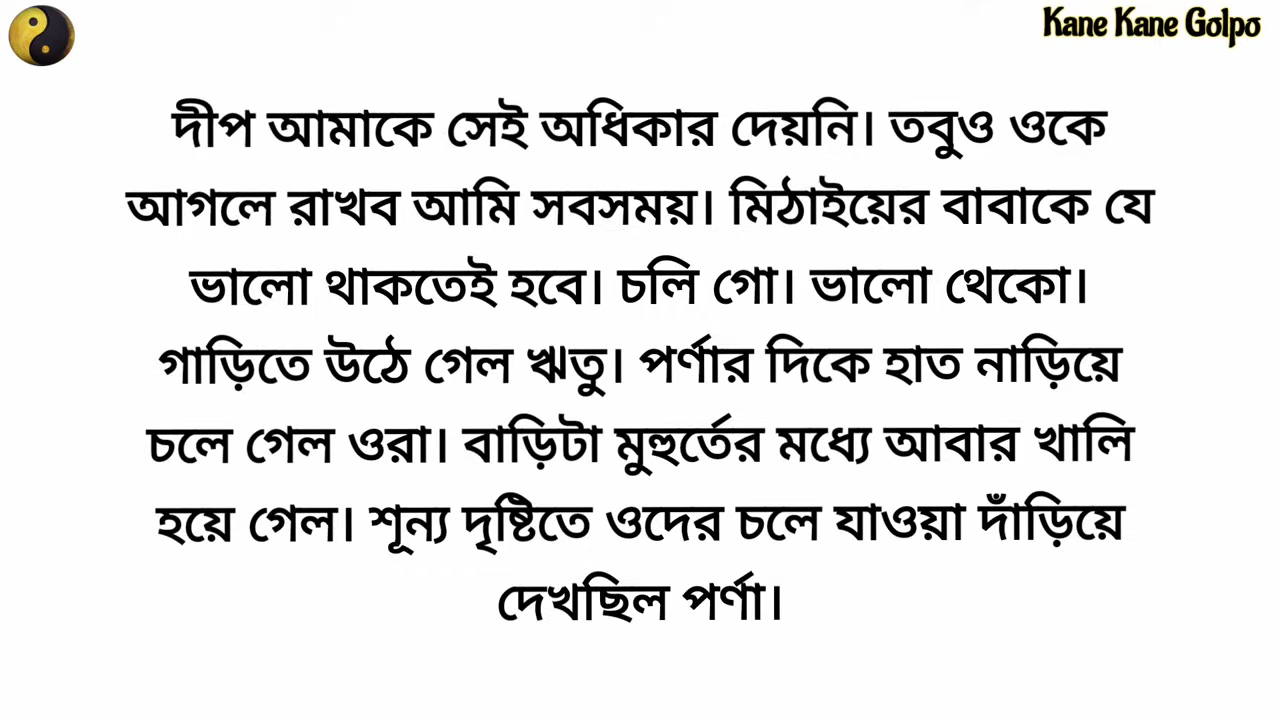 Kane Kane Golpo
দীপ আমাকে সেই অধিকার দেয়নি। তবুও ওকে
আগলে রাখব আমি সবসময়। মিঠাইয়ের বাবাকে যে
ভালো থাকতেই হবে। চলি গো। ভালো থেকো।
গাড়িতে উঠে গেল ঋতু। পর্ণার দিকে হাত নাড়িয়ে
চলে গেল ওরা। বাড়িটা মুহুর্তের মধ্যে আবার খালি
হয়ে গেল। শূন্য দৃষ্টিতে ওদের চলে যাওয়া দাঁড়িয়ে
দেখছিল পর্ণা।